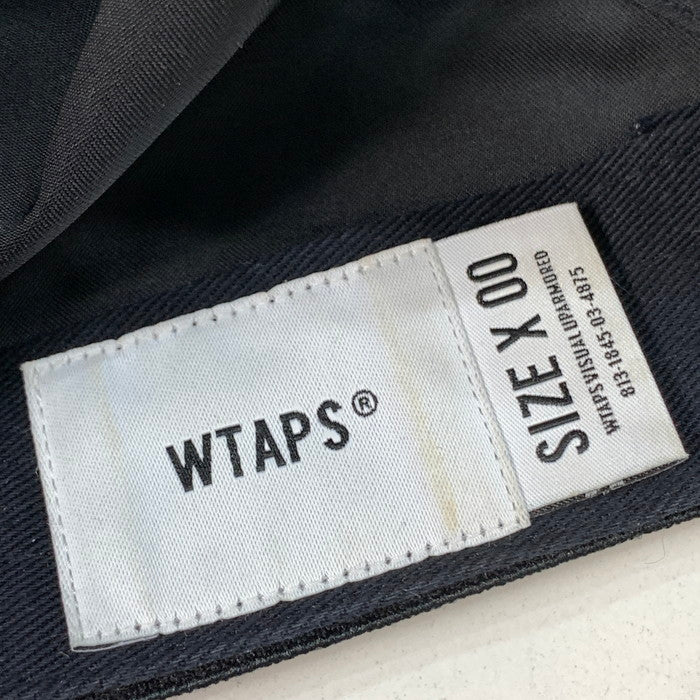 WTAPS®
SIZE X 00
WTAPS VISUAL UPARMORED
813-1845-03-4875